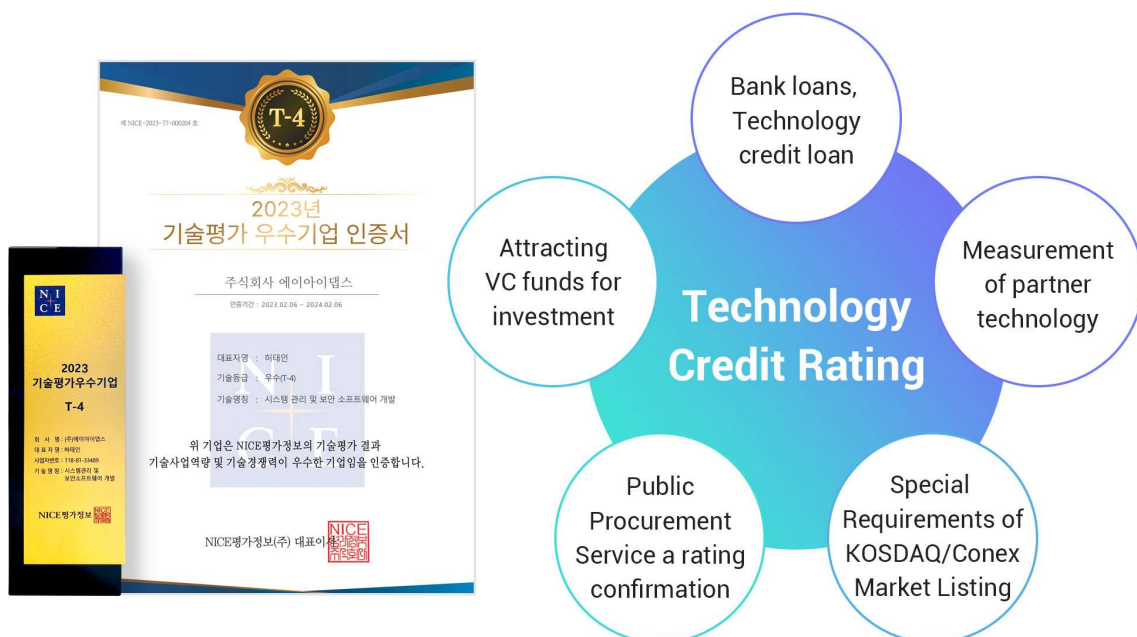 제 NICE-2023-77-000204 호
T-4
2023년
기술평가 우수기업 인증서
주식회사 에이아이댑스
인증기간 : 2023.02.06 ~ 2024.02.06
N I
C E
대표자명 : 허태인
기술등급 : 우수(T-4)
기술명칭 : 시스템 관리 및 보안 소프트웨어 개발
위 기업은 NICE평가정보의 기술평가 결과
기술사업역량 및 기술경쟁력이 우수한 기업임을 인증합니다.
NICE평가정보(주) 대표이사
NICE
N I
C E
2023
기술평가우수기업
T-4
회 사 명 : (주)에이아이댑스
대 표 자 명 : 허태인
사업자번호 : 118-81-33489
기 술 명 칭 : 시스템관리 및
보안소프트웨어 개발
NICE평가정보
Bank loans,
Technology
credit loan
Attracting
VC funds for
investment
Measurement
of partner
technology
Technology
Credit Rating
Public
Procurement
Service a rating
confirmation
Special
Requirements of
KOSDAQ/Conex
Market Listing